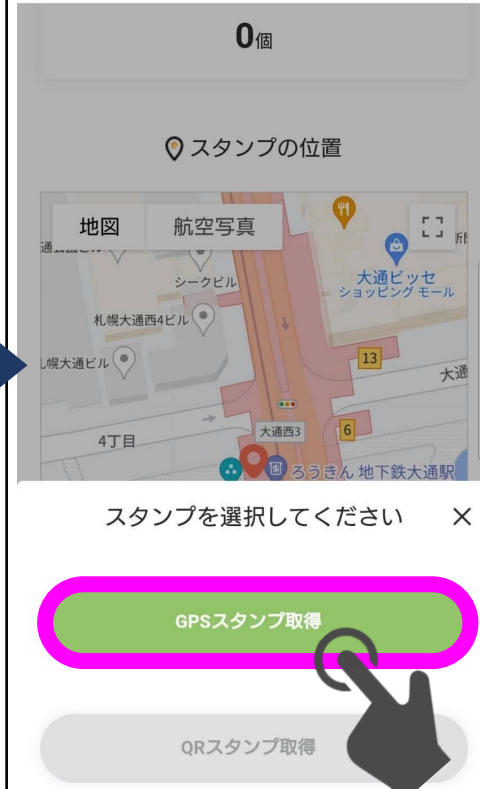 0個
スタンプの位置
地図 航空写真
シークビル
大通ビッセ
ショッピング モール
札幌大通西4ビル
幌大通ビル
13
大通
大通西3
6
4丁目
ろうきん 地下鉄大通駅
スタンプを選択してください ×
GPSスタンプ取得
QRスタンプ取得